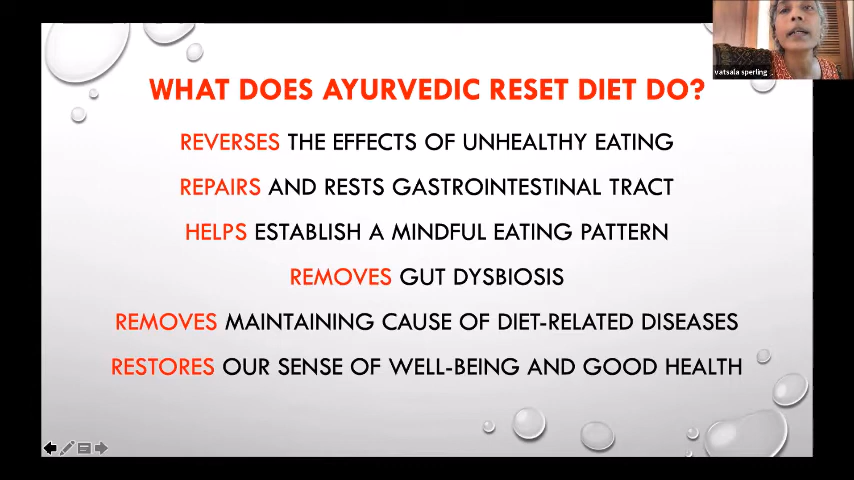 WHAT DOES AYURVEDIC RESET DIET DO?
REVERSES THE EFFECTS OF UNHEALTHY EATING
REPAIRS AND RESTS GASTROINTESTINAL TRACT
HELPS ESTABLISH A MINDFUL EATING PATTERN
REMOVES GUT DYSBIOSIS
REMOVES MAINTAINING CAUSE OF DIET-RELATED DISEASES
RESTORES OUR SENSE OF WELL-BEING AND GOOD HEALTH
vatsala sperling